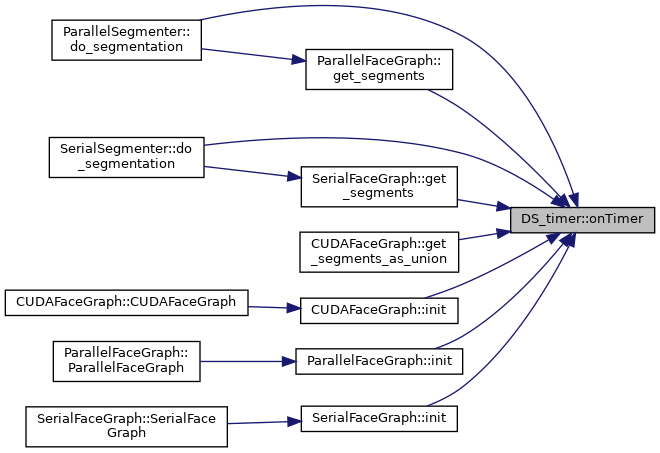 ParallelSegmenter::
do_segmentation
ParallelFaceGraph::
get_segments
SerialSegmenter::do
_segmentation
SerialFaceGraph::get
_segments
DS_timer::onTimer
CUDAFaceGraph::get
_segments_as_union
CUDAFaceGraph::CUDAFaceGraph
CUDAFaceGraph::init
ParallelFaceGraph::
ParallelFaceGraph
ParallelFaceGraph::init
SerialFaceGraph::SerialFace
Graph
SerialFaceGraph::init